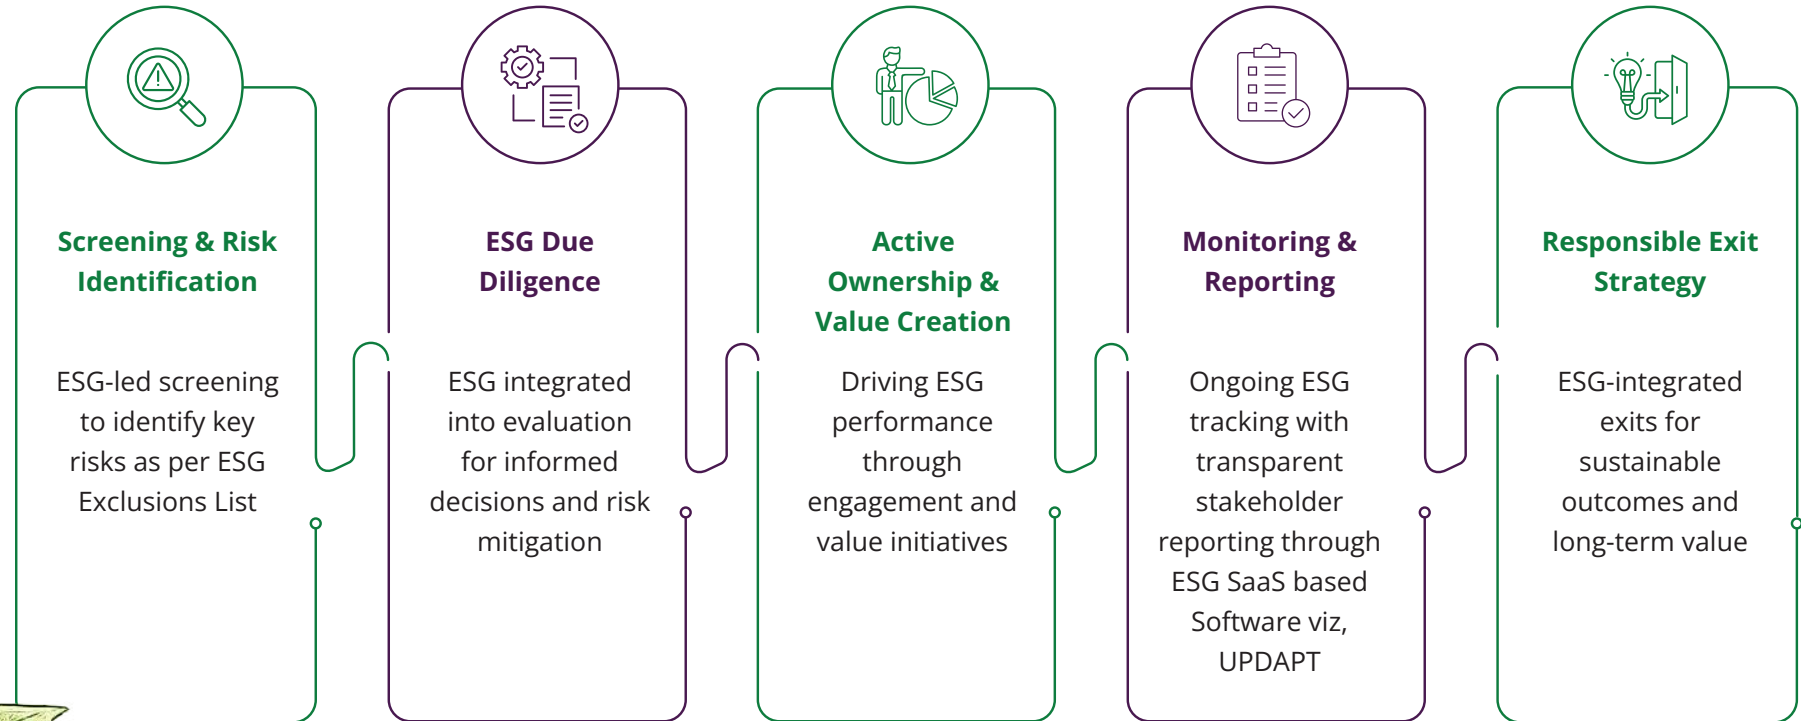 Screening & Risk
Identification
ESG-led screening
to identify key
risks as per ESG
Exclusions List
ESG Due
Diligence
ESG integrated
into evaluation
for informed
decisions and risk
mitigation
Active
Ownership &
Value Creation
Driving ESG
performance
through
engagement and
value initiatives
Monitoring &
Reporting
Ongoing ESG
tracking with
transparent
stakeholder
reporting through
ESG SaaS based
Software viz,
UPDAPT
Responsible Exit
Strategy
ESG-integrated
exits for
sustainable
outcomes and
long-term value